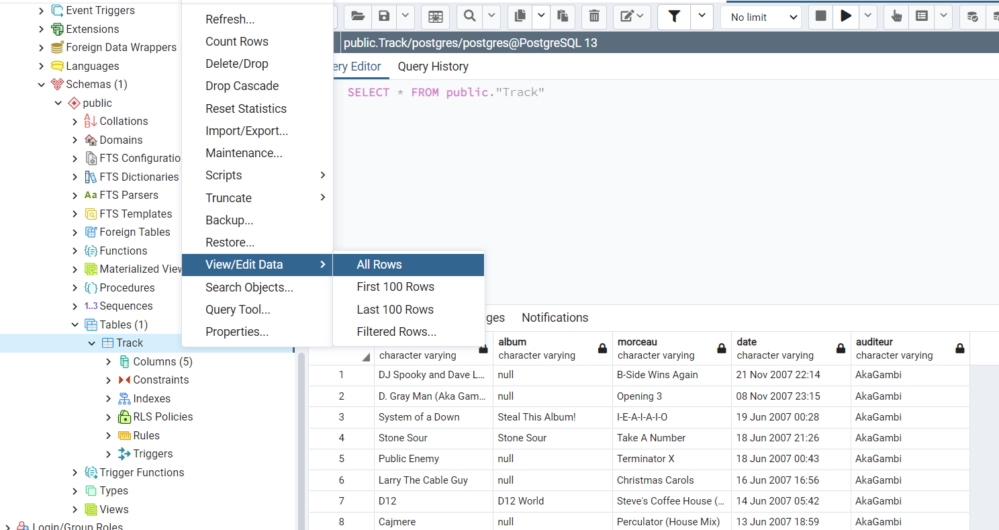 Event Triggers
Extensions
Foreign Data Wrappers
Languages
Schemas (1)
public
Collations
Domains
FTS Configuratio
FTS Dictionaries
FTS Parsers
FTS Templates
Foreign Tables
Functions
Materialized View
Procedures
1..3 Sequences
Tables (1)
Track
Columns (5)
Constraints
Indexes
RLS Policies
Rules
Triggers
Trigger Functions
Types
Views
Login/Group Roles
Refresh...
Count Rows
Delete/Drop
Drop Cascade
Reset Statistics
Import/Export...
Maintenance...
Scripts
Truncate
Backup...
Restore...
View/Edit Data
Search Objects...
Query Tool...
Properties...
All Rows
First 100 Rows
Last 100 Rows
Filtered Rows...
No limit
public.Track/postgres/postgres@PostgreSQL 13
ery Editor Query History
SELECT * FROM public."Track"
ges Notifications
album morceau date auditeur
character varying character varying character varying character varying character varying
1 DJ Spooky and Dave L... null B-Side Wins Again 21 Nov 2007 22:14 AkaGambi
2 D. Gray Man (Aka Gam... null Opening 3 08 Nov 2007 23:15 AkaGambi
3 System of a Down Steal This Album! I-E-A-I-A-I-O 19 Jun 2007 00:28 AkaGambi
4 Stone Sour Stone Sour Take A Number 18 Jun 2007 21:26 AkaGambi
5 Public Enemy null Terminator X 18 Jun 2007 00:43 AkaGambi
6 Larry The Cable Guy null Christmas Carols 16 Jun 2007 16:56 AkaGambi
7 D12 D12 World Steve's Coffee House (... 14 Jun 2007 05:42 AkaGambi
8 Cajmere null Perculator (House Mix) 13 Jun 2007 18:59 AkaGambi